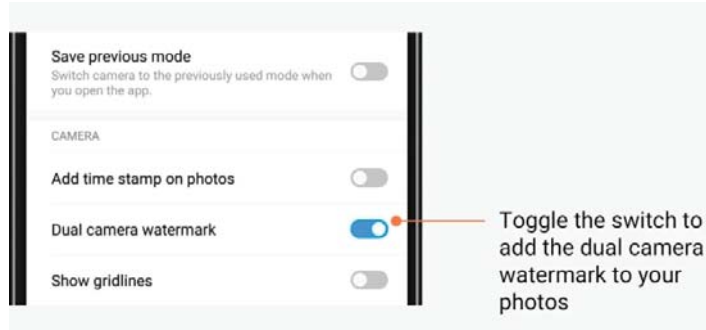 Save previous mode
Switch camera to the previously used mode when
you open the app.
CAMERA
Add time stamp on photos
Dual camera watermark
Show gridlines
Toggle the switch to
add the dual camera
watermark to your
photos